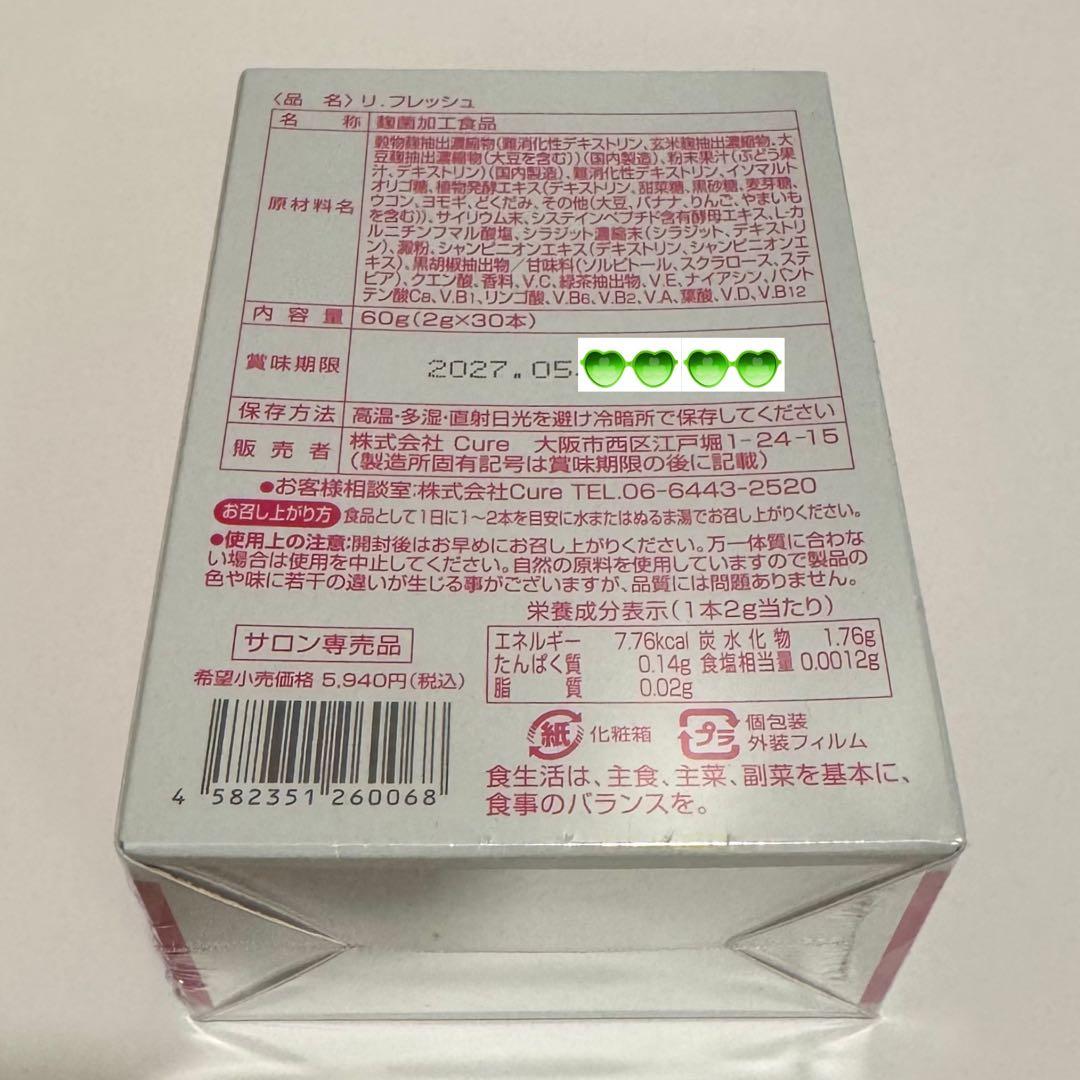 〈品 名〉リ.フレッシュ
名 称 麹菌加工食品
原材料名 穀物麹抽出濃縮物(難消化性デキストリン、玄米麹抽出濃縮物、大
豆麹抽出濃縮物(大豆を含む))(国内製造)、粉末果汁(ぶどう果
汁、デキストリン)(国内製造)、難消化性デキストリン、イソマルト
オリゴ糖、植物発酵エキス(デキストリン、甜菜糖、黒砂糖、麦芽糖、
ウコン、ヨモギ、どくだみ、その他(大豆、バナナ、りんご、やまいも
を含む))、サイリウム末、システインペプチド含有酵母エキス、L-カ
ルニチンフマル酸塩、シラジット濃縮末(シラジット、デキストリ
ン)、澱粉、シャンピニオンエキス(デキストリン、シャンピニオンエ
キス)、黒胡椒抽出物／甘味料(ソルビトール、スクラロース、ステ
ビア)、クエン酸、香料、V.C、緑茶抽出物、V.E、ナイアシン、パント
テン酸Ca、V.B1、リンゴ酸、V.B6、V.B2、V.A、葉酸、V.D、V.B12
内容量 60g(2g×30本)
賞味期限 2027.05.
保存方法 高温・多湿・直射日光を避け冷暗所で保存してください
販売者 株式会社 Cure 大阪市西区江戸堀1-24-15
(製造所固有記号は賞味期限の後に記載)
●お客様相談室:株式会社Cure TEL.06-6443-2520
お召し上がり方 食品として1日に1〜2本を目安に水またはぬるま湯でお召し上がりください。
●使用上の注意:開封後はお早めにお召し上がりください。万一体質に合わな
い場合は使用を中止してください。自然の原料を使用していますので製品の
色や味に若干の違いが生じる事がございますが、品質には問題ありません。
栄養成分表示(1本2g当たり)
エネルギー 7.76kcal 炭水化物 1.76g
たんぱく質 0.14g 食塩相当量 0.0012g
脂質 0.02g
サロン専売品
希望小売価格 5,940円(税込)
4 582351 260068
紙 化粧箱
プラ 個包装
外装フィルム
食生活は、主食、主菜、副菜を基本に、
食事のバランスを。